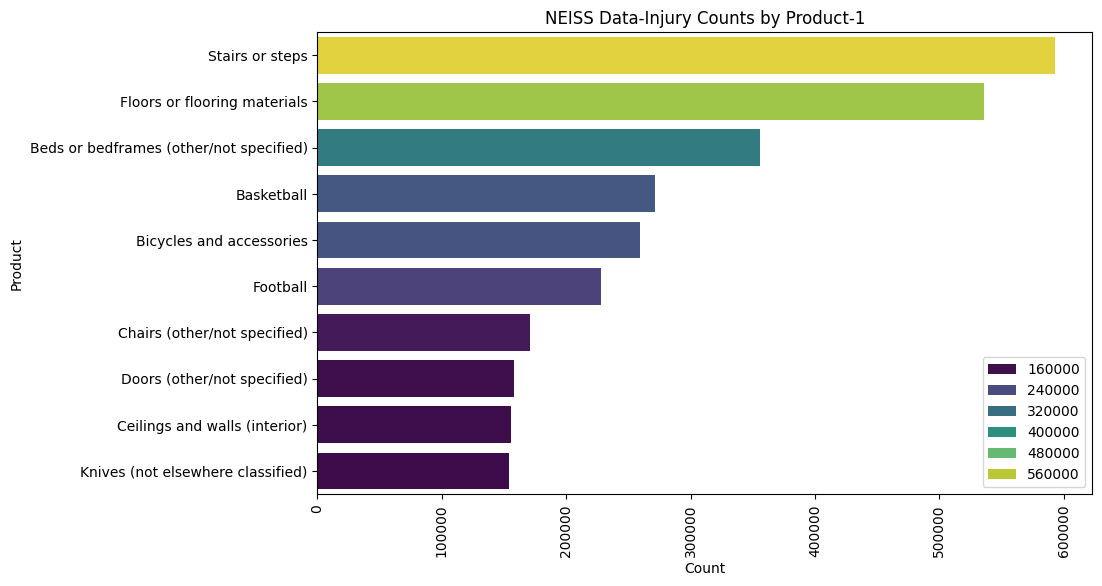 NEISS Data-Injury Counts by Product-1
Product
Stairs or steps
Floors or flooring materials
Beds or bedframes (other/not specified)
Basketball
Bicycles and accessories
Football
Chairs (other/not specified)
Doors (other/not specified)
Ceilings and walls (interior)
Knives (not elsewhere classified)
160000
240000
320000
400000
480000
560000
0
100000
200000
300000
400000
500000
600000
Count